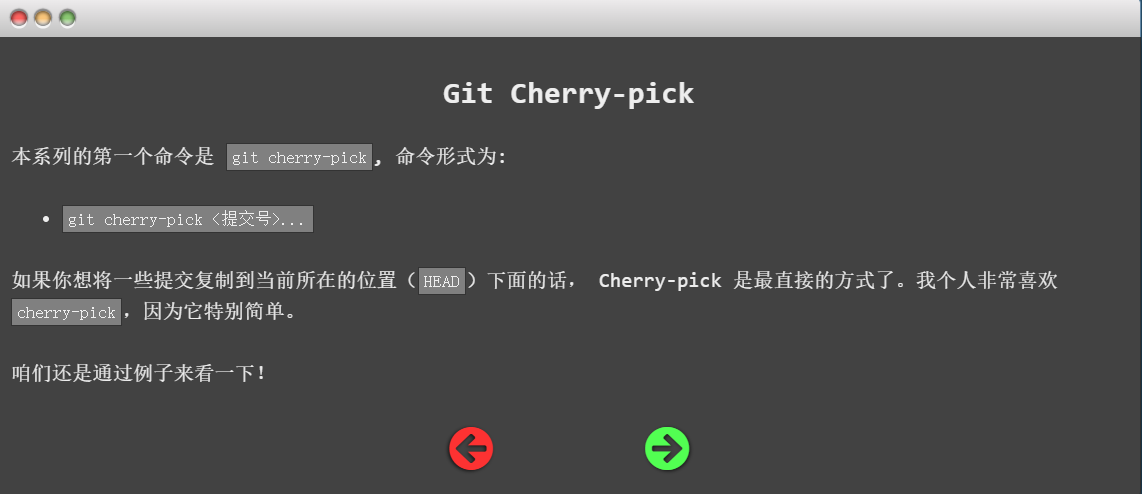 Git Cherry-pick
本系列的第一个命令是 git cherry-pick, 命令形式为:
• git cherry-pick <提交号>...
如果你想将一些提交复制到当前所在的位置（HEAD）下面的话， Cherry-pick 是最直接的方式了。我个人非常喜欢
cherry-pick，因为它特别简单。
咱们还是通过例子来看一下！